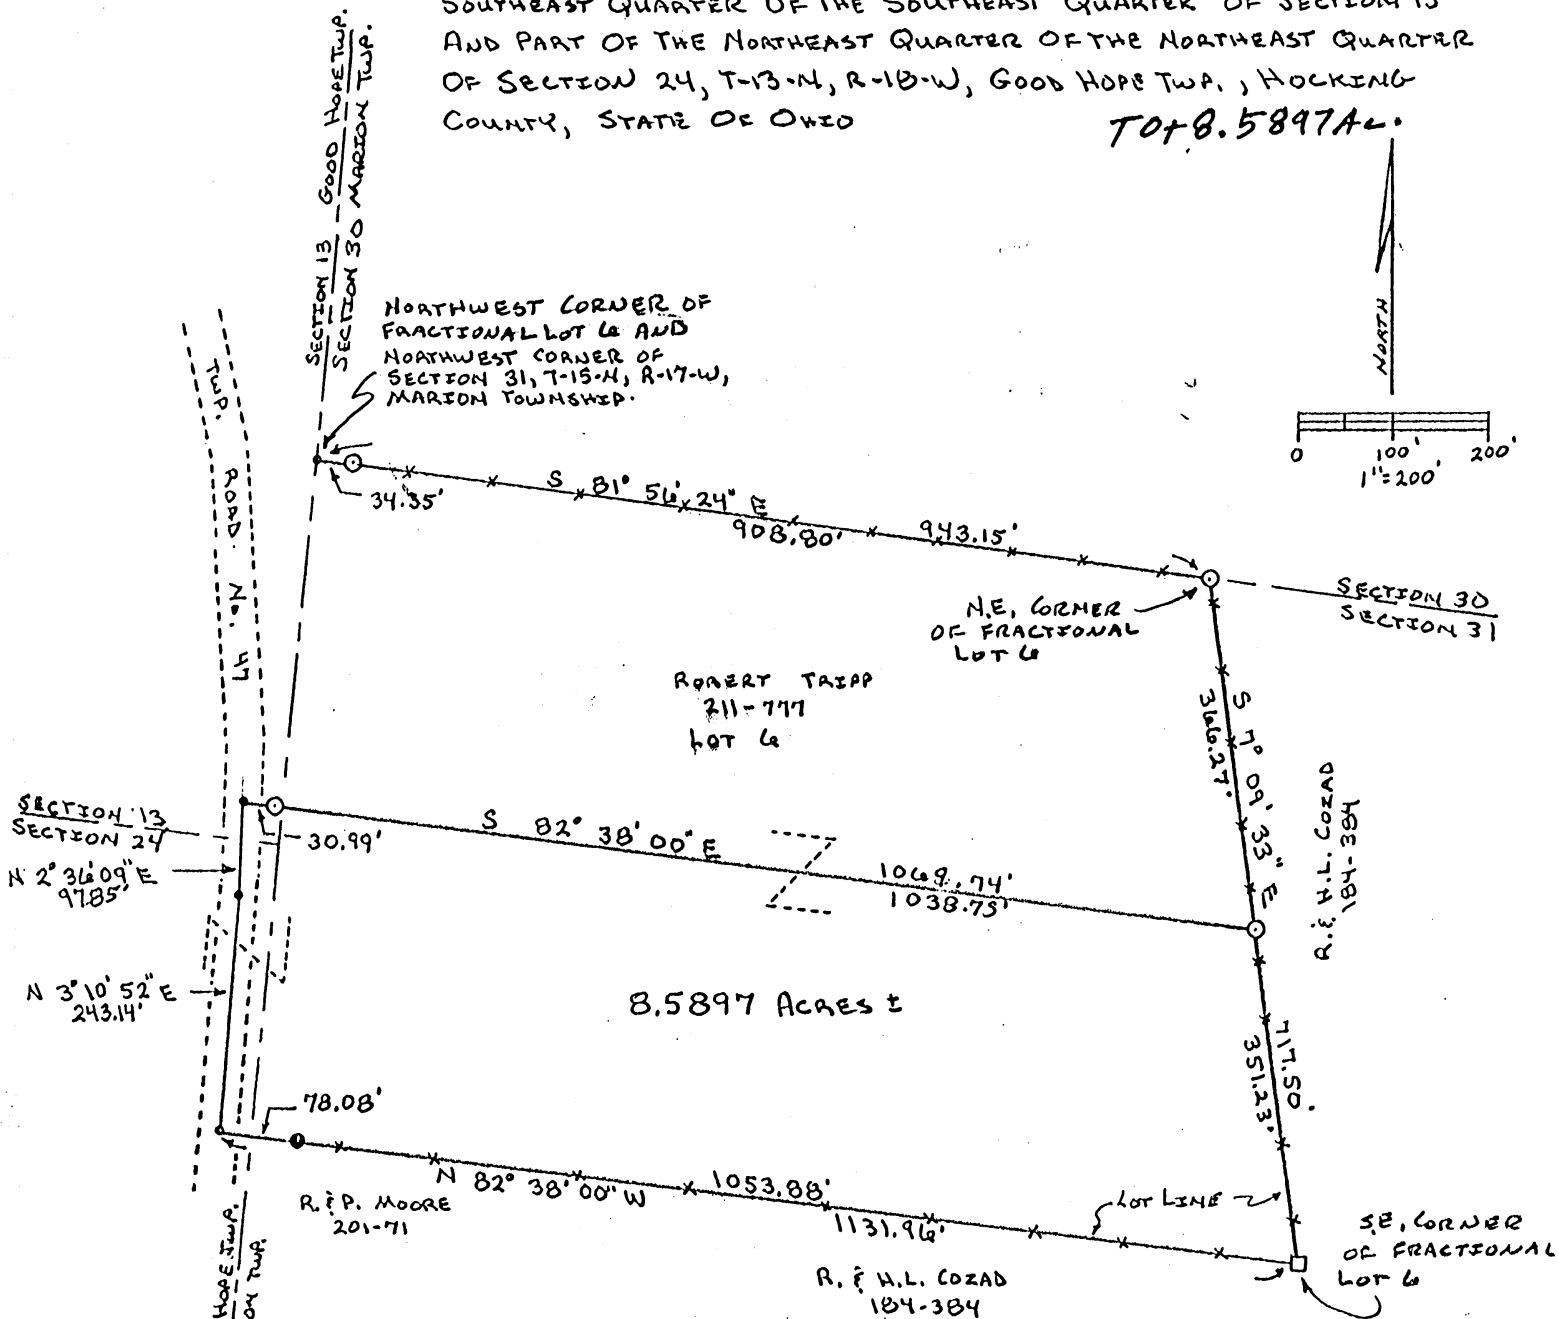 SOUTHEAST QUARTER OF THE SOUTHEAST QUARTER OF SECTION 13
AND PART OF THE NORTHEAST QUARTER OF THE NORTHEAST QUARTER
OF SECTION 24, T-13-N, R-18-W, GOOD HOPE TWP., HOCKING
COUNTY, STATE OF OHIO
TOT 8.5897 Ac.
SECTION 13 GOOD HOPE TWP.
SECTION 30 MARION TWP.
NORTH
0 100' 200'
1"=200'
NORTHWEST CORNER OF
FRACTIONAL LOT 6 AND
NORTHWEST CORNER OF
SECTION 31, T-15-N, R-17-W,
MARION TOWNSHIP.
TWP. ROAD No. 47
34.35'
S 81° 56' 24" E
908.80'
943.15'
N.E. CORNER
OF FRACTIONAL
LOT 6
SECTION 30
SECTION 31
ROBERT TRIPP
211-777
LOT 6
S 7° 09' 33" E
366.27'
R. & H.L. COZAD
184-384
SECTION 13
SECTION 24
30.99'
S 82° 38' 00" E
1069.74'
1038.75'
N 2° 36' 09" E
97.85'
N 3° 10' 52" E
243.14'
8.5897 ACRES ±
717.50'
351.23'
78.08'
N 82° 38' 00" W
1053.88'
1131.96'
LOT LINE
R. & P. MOORE
201-71
R. & H.L. COZAD
184-384
S.E. CORNER
OF FRACTIONAL
LOT 6
HOPE TWP.
ON TWP.